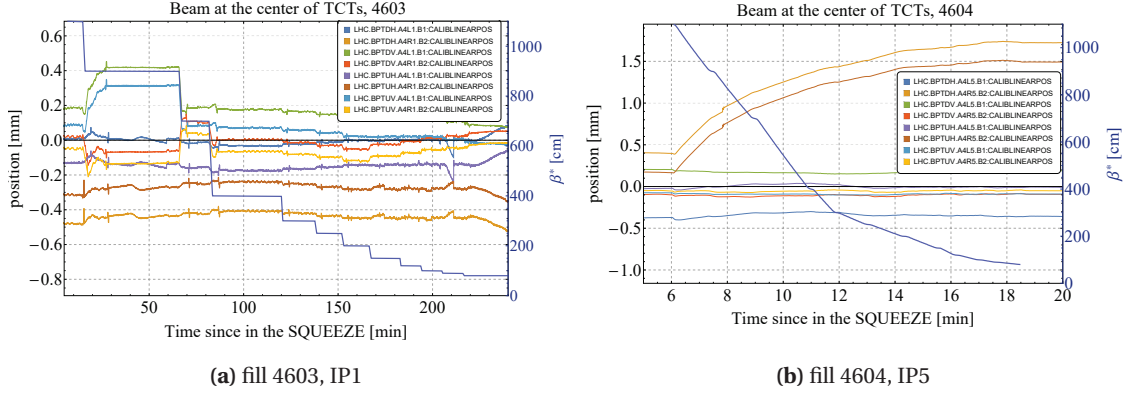 Beam at the center of TCTs, 4603
0.6
0.4
0.2
0.0
−0.2
−0.4
−0.6
−0.8
position [mm]
50
100
150
200
Time since in the SQUEEZE [min]
1000
800
600
400
200
0
β* [cm]
LHC.BPTDH.A4L1.B1:CALIBLINEARPOS
LHC.BPTDH.A4R1.B2:CALIBLINEARPOS
LHC.BPTDV.A4L1.B1:CALIBLINEARPOS
LHC.BPTDV.A4R1.B2:CALIBLINEARPOS
LHC.BPTUH.A4L1.B1:CALIBLINEARPOS
LHC.BPTUH.A4R1.B2:CALIBLINEARPOS
LHC.BPTUV.A4L1.B1:CALIBLINEARPOS
LHC.BPTUV.A4R1.B2:CALIBLINEARPOS
(a) fill 4603, IP1
Beam at the center of TCTs, 4604
1.5
1.0
0.5
0.0
−0.5
−1.0
position [mm]
6
8
10
12
14
16
18
20
Time since in the SQUEEZE [min]
1000
800
600
400
200
0
β* [cm]
LHC.BPTDH.A4L5.B1:CALIBLINEARPOS
LHC.BPTDH.A4R5.B2:CALIBLINEARPOS
LHC.BPTDV.A4L5.B1:CALIBLINEARPOS
LHC.BPTDV.A4R5.B2:CALIBLINEARPOS
LHC.BPTUH.A4L5.B1:CALIBLINEARPOS
LHC.BPTUH.A4R5.B2:CALIBLINEARPOS
LHC.BPTUV.A4L5.B1:CALIBLINEARPOS
LHC.BPTUV.A4R5.B2:CALIBLINEARPOS
(b) fill 4604, IP5